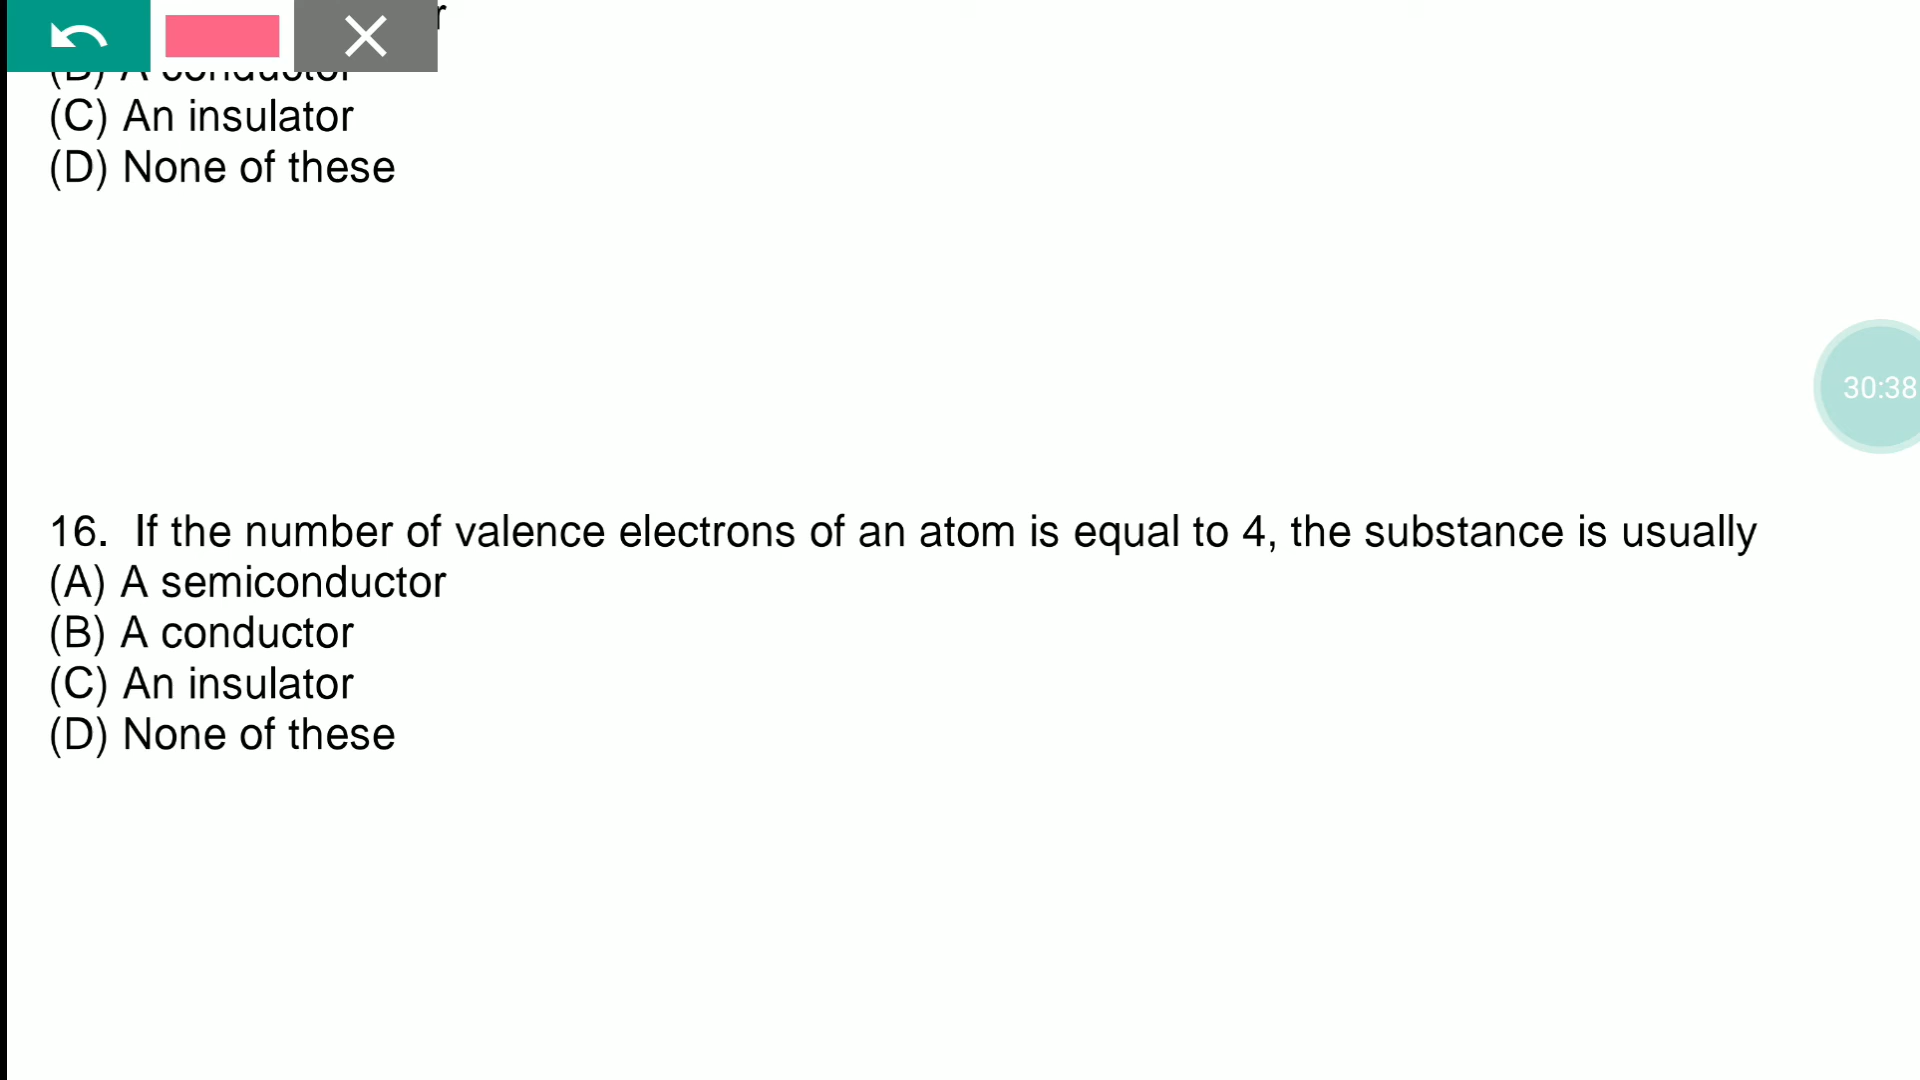 (B) A conductor
(C) An insulator
(D) None of these
30:38
16. If the number of valence electrons of an atom is equal to 4, the substance is usually
(A) A semiconductor
(B) A conductor
(C) An insulator
(D) None of these